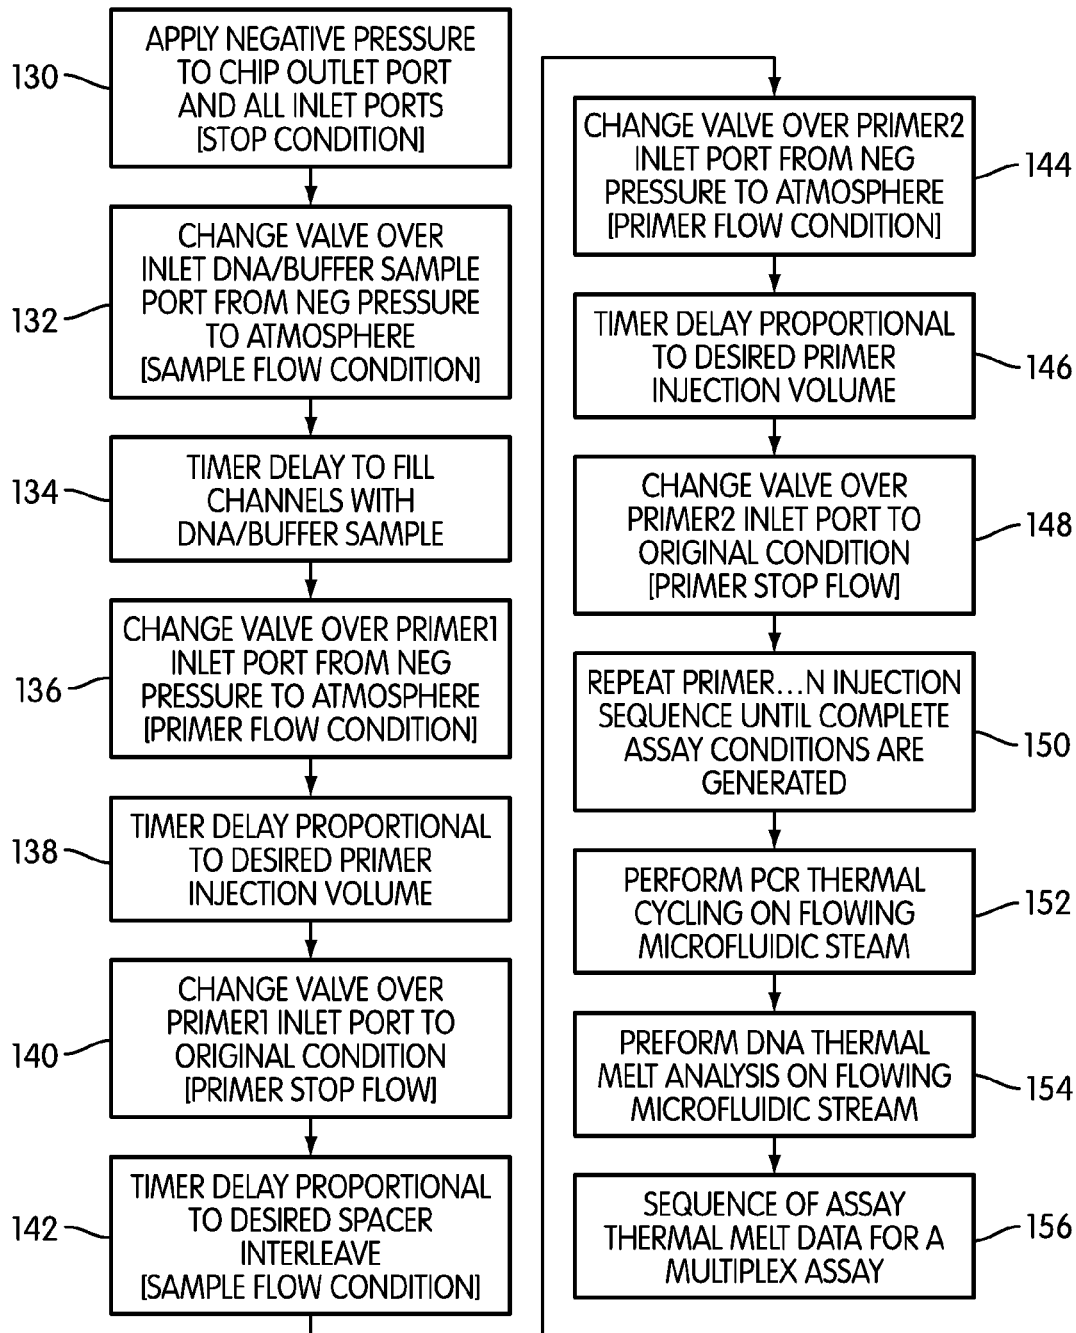 130
APPLY NEGATIVE PRESSURE
TO CHIP OUTLET PORT
AND ALL INLET PORTS
[STOP CONDITION]
132
CHANGE VALVE OVER
INLET DNA/BUFFER SAMPLE
PORT FROM NEG PRESSURE
TO ATMOSPHERE
[SAMPLE FLOW CONDITION]
134
TIMER DELAY TO FILL
CHANNELS WITH
DNA/BUFFER SAMPLE
136
CHANGE VALVE OVER PRIMER1
INLET PORT FROM NEG
PRESSURE TO ATMOSPHERE
[PRIMER FLOW CONDITION]
138
TIMER DELAY PROPORTIONAL
TO DESIRED PRIMER
INJECTION VOLUME
140
CHANGE VALVE OVER
PRIMER1 INLET PORT TO
ORIGINAL CONDITION
[PRIMER STOP FLOW]
142
TIMER DELAY PROPORTIONAL
TO DESIRED SPACER
INTERLEAVE
[SAMPLE FLOW CONDITION]
CHANGE VALVE OVER PRIMER2
INLET PORT FROM NEG
PRESSURE TO ATMOSPHERE
[PRIMER FLOW CONDITION]
144
TIMER DELAY PROPORTIONAL
TO DESIRED PRIMER
INJECTION VOLUME
146
CHANGE VALVE OVER
PRIMER2 INLET PORT TO
ORIGINAL CONDITION
[PRIMER STOP FLOW]
148
REPEAT PRIMER...N INJECTION
SEQUENCE UNTIL COMPLETE
ASSAY CONDITIONS ARE
GENERATED
150
PERFORM PCR THERMAL
CYCLING ON FLOWING
MICROFLUIDIC STEAM
152
PREFORM DNA THERMAL
MELT ANALYSIS ON FLOWING
MICROFLUIDIC STREAM
154
SEQUENCE OF ASSAY
THERMAL MELT DATA FOR A
MULTIPLEX ASSAY
156